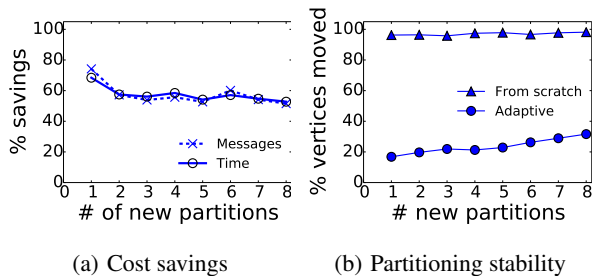 100
80
60
40
20
0
% savings
Messages
Time
0 1 2 3 4 5 6 7 8
# of new partitions
(a) Cost savings
100
80
60
40
20
0
% vertices moved
From scratch
Adaptive
0 1 2 3 4 5 6 7 8
# of new partitions
(b) Partitioning stability